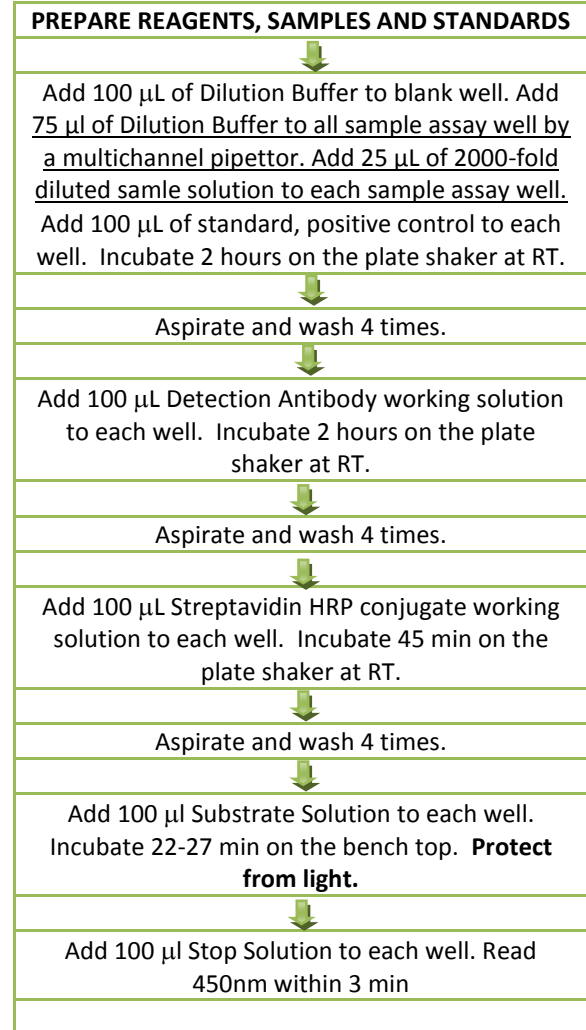 PREPARE REAGENTS, SAMPLES AND STANDARDS
Add 100 μL of Dilution Buffer to blank well. Add
75 μl of Dilution Buffer to all sample assay well by
a multichannel pipettor. Add 25 μL of 2000-fold
diluted samle solution to each sample assay well.
Add 100 μL of standard, positive control to each
well.  Incubate 2 hours on the plate shaker at RT.
Aspirate and wash 4 times.
Add 100 μL Detection Antibody working solution
to each well.  Incubate 2 hours on the plate
shaker at RT.
Aspirate and wash 4 times.
Add 100 μL Streptavidin HRP conjugate working
solution to each well.  Incubate 45 min on the
plate shaker at RT.
Aspirate and wash 4 times.
Add 100 μl Substrate Solution to each well.
Incubate 22-27 min on the bench top.  Protect
from light.
Add 100 μl Stop Solution to each well. Read
450nm within 3 min